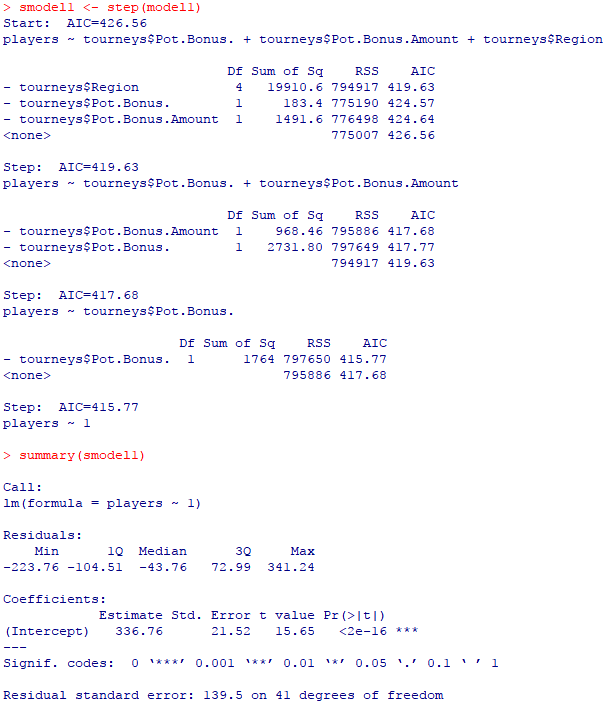 > smodel1 <- step(model1)
Start:  AIC=426.56
players ~ tourneys$Pot.Bonus. + tourneys$Pot.Bonus.Amount + tourneys$Region

                            Df Sum of Sq    RSS    AIC
- tourneys$Region            4   19910.6 794917 419.63
- tourneys$Pot.Bonus.        1     183.4 775190 424.57
- tourneys$Pot.Bonus.Amount  1    1491.6 776498 424.64
<none>                                   775007 426.56

Step:  AIC=419.63
players ~ tourneys$Pot.Bonus. + tourneys$Pot.Bonus.Amount

                            Df Sum of Sq    RSS    AIC
- tourneys$Pot.Bonus.Amount  1    968.46 795886 417.68
- tourneys$Pot.Bonus.        1   2731.80 797649 417.77
<none>                                   794917 419.63

Step:  AIC=417.68
players ~ tourneys$Pot.Bonus.

                      Df Sum of Sq    RSS    AIC
- tourneys$Pot.Bonus.  1      1764 797650 415.77
<none>                             795886 417.68

Step:  AIC=415.77
players ~ 1

> summary(smodel1)

Call:
lm(formula = players ~ 1)

Residuals:
    Min      1Q  Median      3Q     Max
-223.76 -104.51  -43.76   72.99  341.24

Coefficients:
            Estimate Std. Error t value Pr(>|t|)
(Intercept)   336.76      21.52   15.65   <2e-16 ***
---
Signif. codes:  0 ‘***’ 0.001 ‘**’ 0.01 ‘*’ 0.05 ‘.’ 0.1 ‘ ’ 1

Residual standard error: 139.5 on 41 degrees of freedom